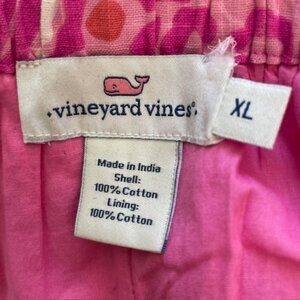 vineyard vines®
XL
Made in India
Shell:
100% Cotton
Lining:
100% Cotton